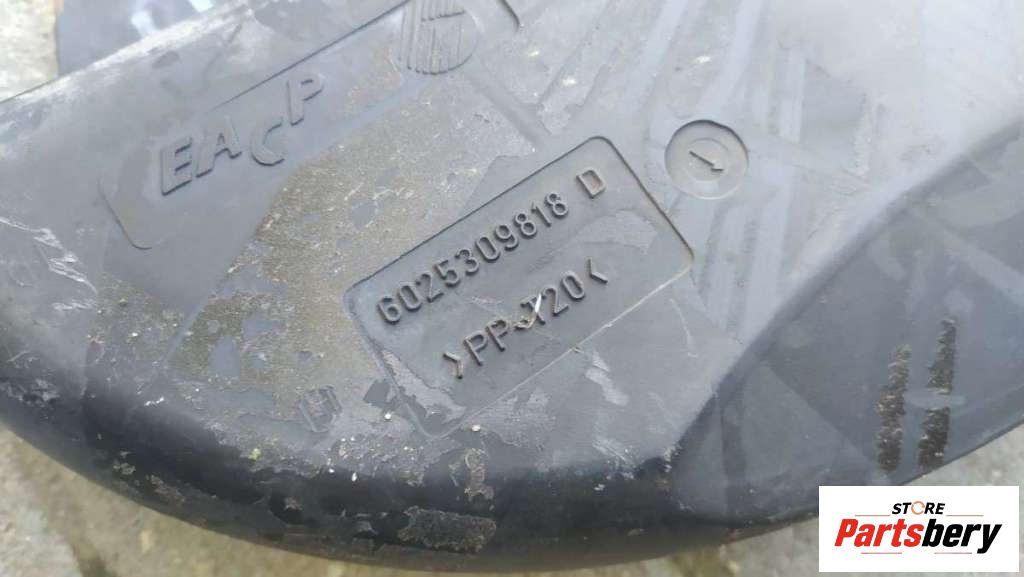 EACP
6025309818 D
>PP-T20<
STORE
Partsbery